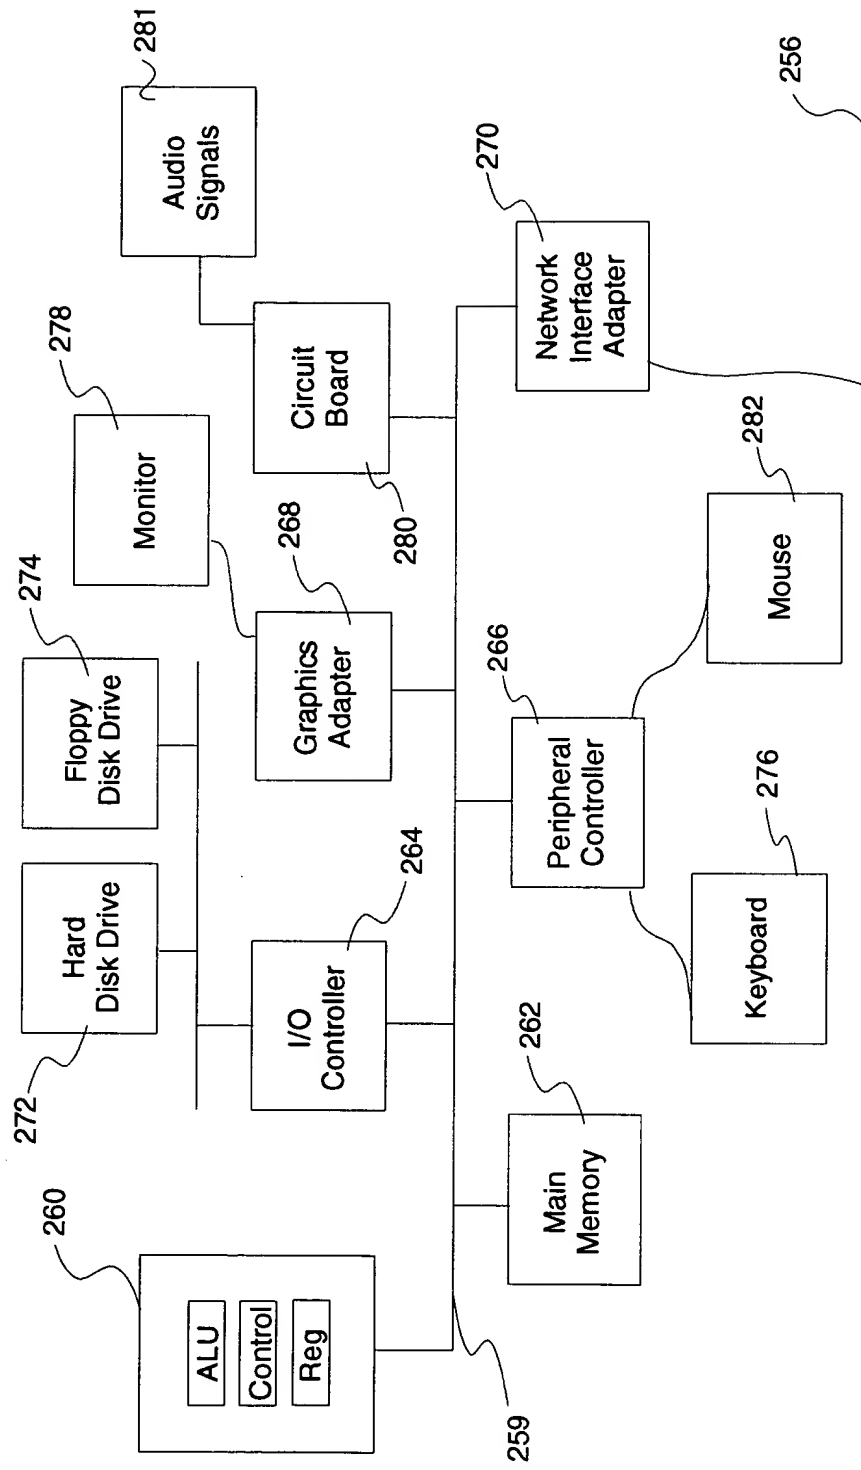 260
ALU
Control
Reg
259
272
Hard
Disk Drive
Floppy
Disk Drive
274
I/O
Controller
264
Graphics
Adapter
268
Monitor
278
Circuit
Board
280
Audio
Signals
281
Main
Memory
262
Peripheral
Controller
266
Keyboard
276
Mouse
282
Network
Interface
Adapter
270
256